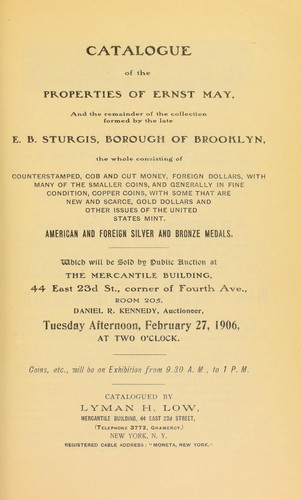 CATALOGUE
of the
PROPERTIES OF ERNST MAY,
And the remainder of the collection
formed by the late
E. B. STURGIS, BOROUGH OF BROOKLYN,
the whole consisting of
COUNTERSTAMPED, COB AND CUT MONEY, FOREIGN DOLLARS, WITH
MANY OF THE SMALLER COINS, AND GENERALLY IN FINE
CONDITION, COPPER COINS, WITH SOME THAT ARE
NEW AND SCARCE, GOLD DOLLARS AND
OTHER ISSUES OF THE UNITED
STATES MINT.
AMERICAN AND FOREIGN SILVER AND BRONZE MEDALS.
Which will be Sold by Public Auction at
THE MERCANTILE BUILDING,
44 East 23d St., corner of Fourth Ave.,
ROOM 205.
DANIEL R. KENNEDY, Auctioneer.
Tuesday Afternoon, February 27, 1906,
AT TWO O'CLOCK.
Coins, etc., will be on Exhibition from 9.30 A. M., to 1 P. M.
CATALOGUED BY
LYMAN H. LOW,
MERCANTILE BUILDING, 44 EAST 23d STREET,
(TELEPHONE 3773, GRAMERCY.)
NEW YORK, N. Y.
REGISTERED CABLE ADDRESS: "MONETA, NEW YORK."